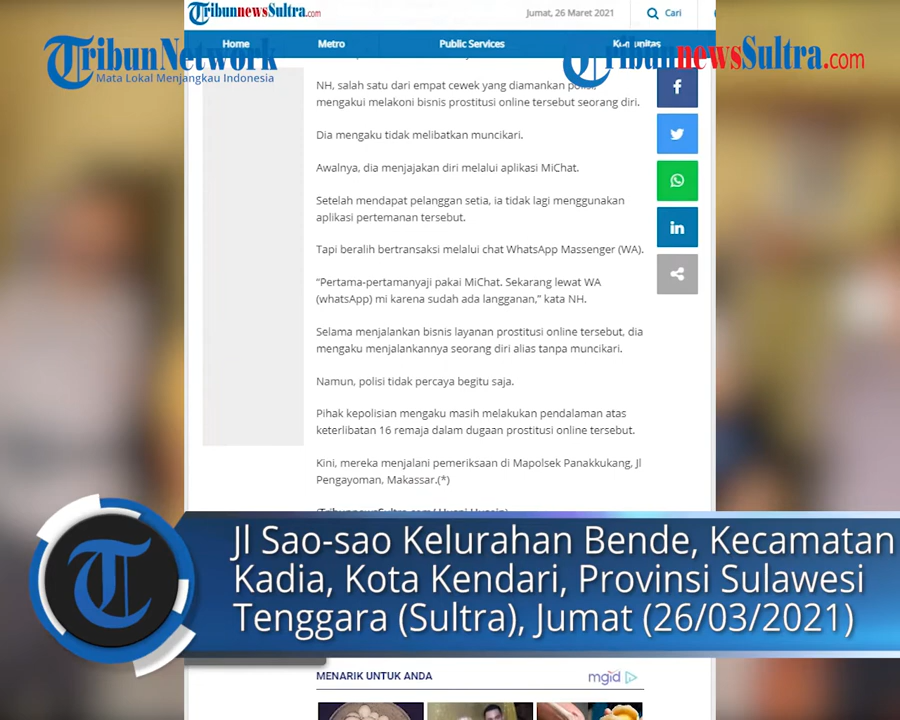 TribunnewsSultra.com
Jumat, 26 Maret 2021
Cari
Home
Metro
Public Services
TribunNetwork
Mata Lokal Menjangkau Indonesia
TribunnewsSultra.com
NH, salah satu dari empat cewek yang diamankan polisi,
mengakui melakoni bisnis prostitusi online tersebut seorang diri.
Dia mengaku tidak melibatkan muncikari.
Awalnya, dia menjajakan diri melalui aplikasi MiChat.
Setelah mendapat pelanggan setia, ia tidak lagi menggunakan
aplikasi pertemanan tersebut.
Tapi beralih bertransaksi melalui chat WhatsApp Massenger (WA).
“Pertama-pertamanyaji pakai MiChat. Sekarang lewat WA
(whatsApp) mi karena sudah ada langganan,” kata NH.
Selama menjalankan bisnis layanan prostitusi online tersebut, dia
mengaku menjalankannya seorang diri alias tanpa muncikari.
Namun, polisi tidak percaya begitu saja.
Pihak kepolisian mengaku masih melakukan pendalaman atas
keterlibatan 16 remaja dalam dugaan prostitusi online tersebut.
Kini, mereka menjalani pemeriksaan di Mapolsek Panakkukang, Jl
Pengayoman, Makassar.(*)
Jl Sao-sao Kelurahan Bende, Kecamatan
Kadia, Kota Kendari, Provinsi Sulawesi
Tenggara (Sultra), Jumat (26/03/2021)
MENARIK UNTUK ANDA
mgid